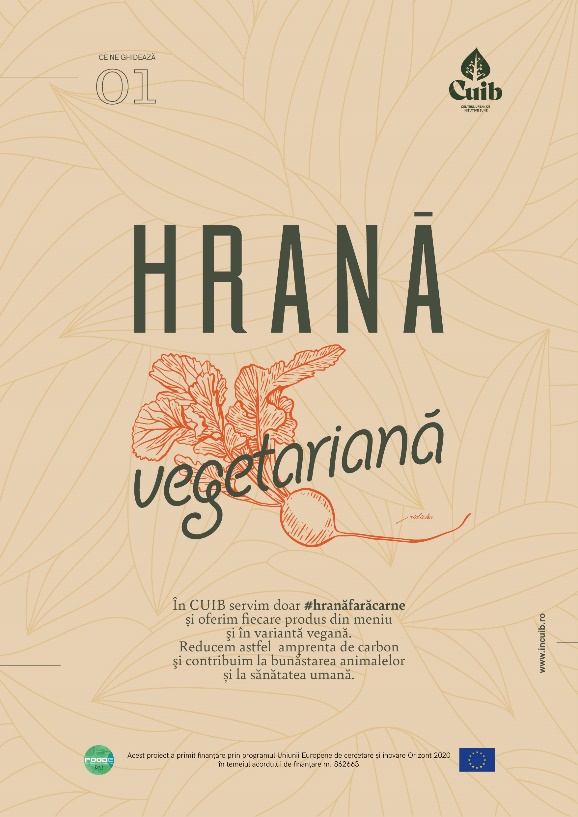 CE NE GHIDEAZĂ
01
Cuib
HRANĂ
vegetariană
În CUIB servim doar #hranăfarăcarne
și oferim fiecare produs din meniu
și în variantă vegană.
Reducem astfel amprenta de carbon
și contribuim la bunăstarea animalelor
și la sănătatea umană.
www.incuib.ro
Acest proiect a primit finanțare prin programul Uniunii Europene de cercetare și inovare Orizont 2020
în temeiul acordului de finanțare nr. 862663